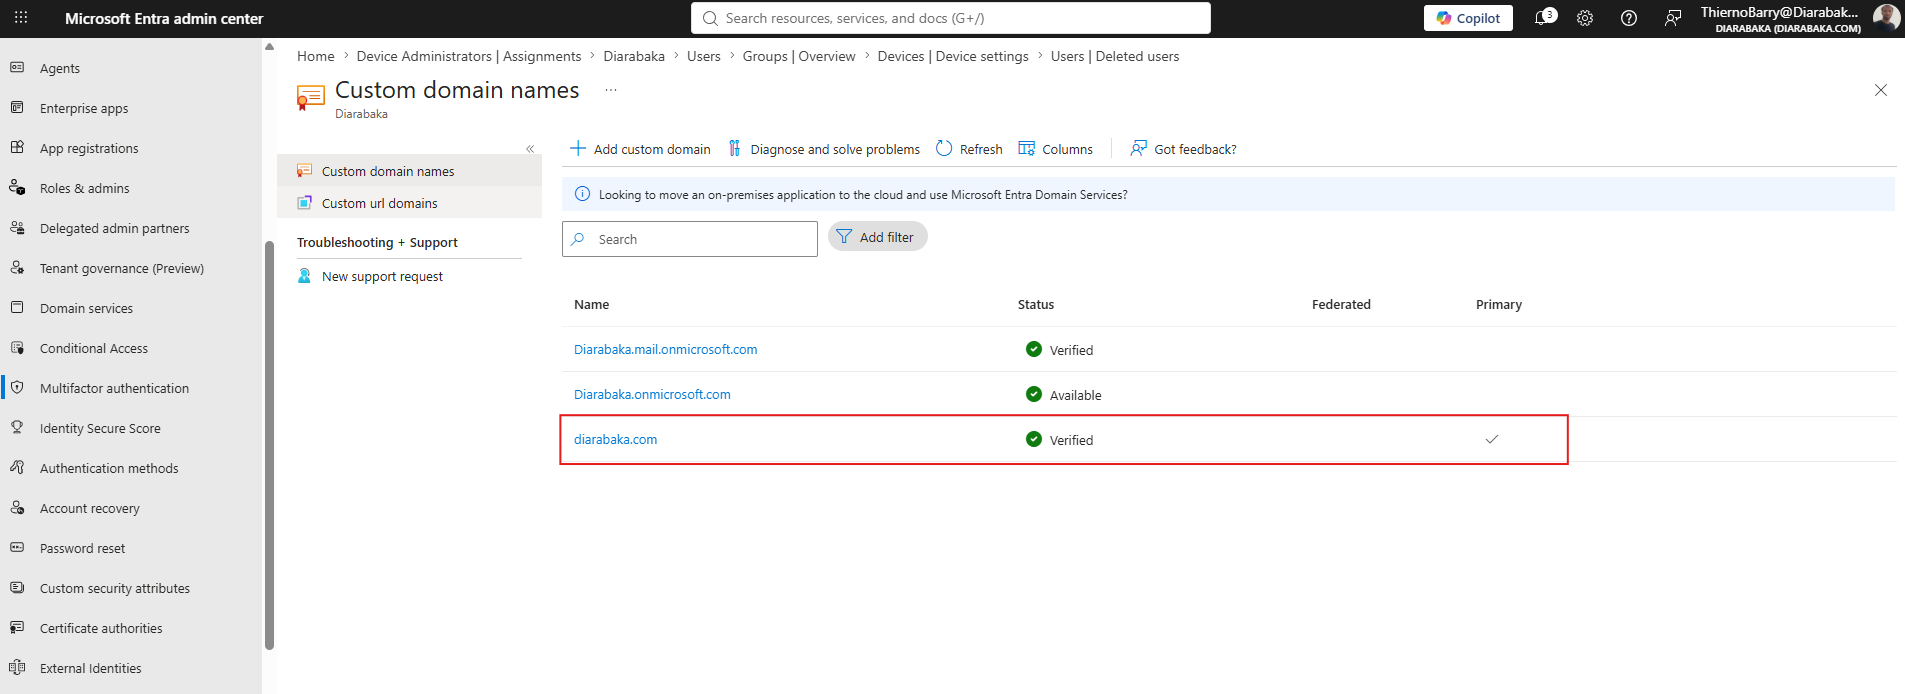 Microsoft Entra admin center
Search resources, services, and docs (G+/)
Copilot
3
ThiernoBarry@Diarabak...
DIARABAKA (DIARABAKA.COM)
Agents
Enterprise apps
App registrations
Roles & admins
Delegated admin partners
Tenant governance (Preview)
Domain services
Conditional Access
Multifactor authentication
Identity Secure Score
Authentication methods
Account recovery
Password reset
Custom security attributes
Certificate authorities
External Identities
Home > Device Administrators | Assignments > Diarabaka > Users > Groups | Overview > Devices | Device settings > Users | Deleted users
Custom domain names ...
Diarabaka
«
Custom domain names
Custom url domains
Troubleshooting + Support
New support request
Add custom domain Diagnose and solve problems Refresh Columns Got feedback?
Looking to move an on-premises application to the cloud and use Microsoft Entra Domain Services?
Search Add filter
Name Status Federated Primary
Diarabaka.mail.onmicrosoft.com Verified
Diarabaka.onmicrosoft.com Available
diarabaka.com Verified